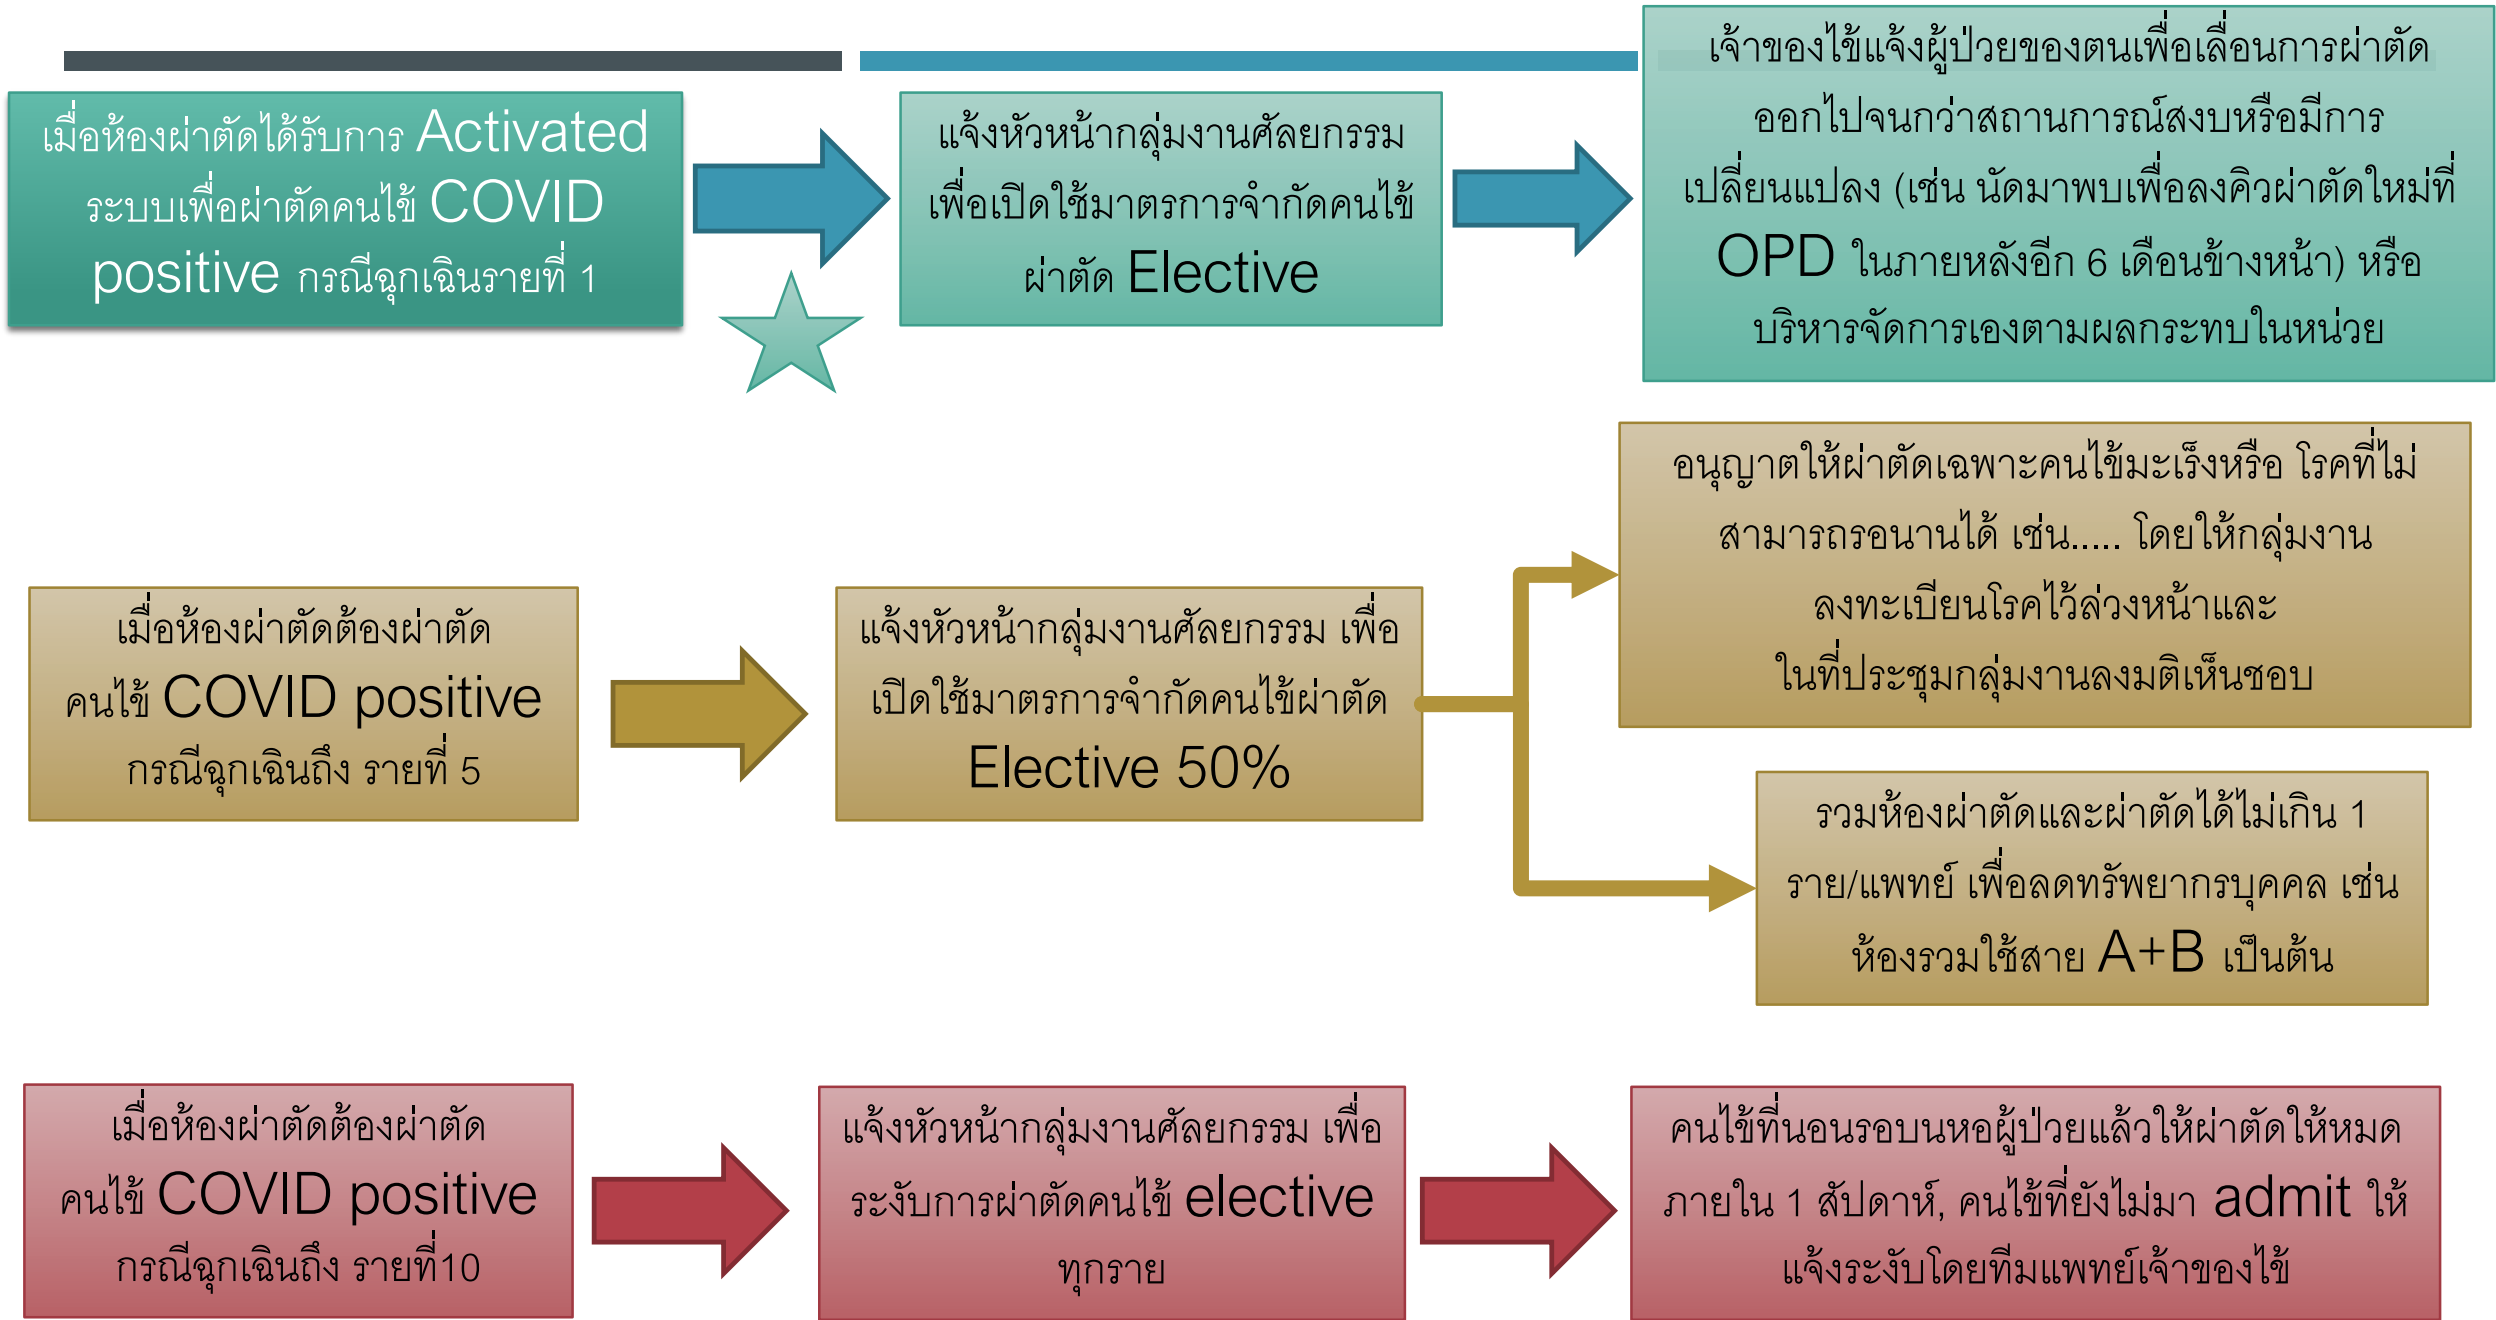 เมื่อห้องผ่าตัดได้รับการ Activated
ระบบเพื่อผ่าตัดคนไข้ COVID
positive กรณีฉุกเฉินรายที่ 1
แจ้งหัวหน้ากลุ่มงานศัลยกรรม
เพื่อเปิดใช้มาตรการจำกัดคนไข้
ผ่าตัด Elective
เจ้าของไข้แจ้งผู้ป่วยของตนเพื่อเลื่อนการผ่าตัด
ออกไปจนกว่าสถานการณ์สงบหรือมีการ
เปลี่ยนแปลง (เช่น นัดมาพบเพื่อลงคิวผ่าตัดใหม่ที่
OPD ในภายหลังอีก 6 เดือนข้างหน้า) หรือ
บริหารจัดการเองตามผลกระทบในหน่วย
เมื่อห้องผ่าตัดต้องผ่าตัด
คนไข้ COVID positive
กรณีฉุกเฉินถึง รายที่ 5
แจ้งหัวหน้ากลุ่มงานศัลยกรรม เพื่อ
เปิดใช้มาตรการจำกัดคนไข้ผ่าตัด
Elective 50%
อนุญาตให้ผ่าตัดเฉพาะคนไข้มะเร็งหรือ โรคที่ไม่
สามารถรอนานได้ เช่น..... โดยให้กลุ่มงาน
ลงทะเบียนโรคไว้ล่วงหน้าและ
ในที่ประชุมกลุ่มงานลงมติเห็นชอบ
รวมห้องผ่าตัดและผ่าตัดได้ไม่เกิน 1
ราย/แพทย์ เพื่อลดทรัพยากรบุคคล เช่น
ห้องรวมใช้สาย A+B เป็นต้น
เมื่อห้องผ่าตัดต้องผ่าตัด
คนไข้ COVID positive
กรณีฉุกเฉินถึง รายที่10
แจ้งหัวหน้ากลุ่มงานศัลยกรรม เพื่อ
ระงับการผ่าตัดคนไข้ elective
ทุกราย
คนไข้ที่นอนรอบนหอผู้ป่วยแล้วให้ผ่าตัดให้หมด
ภายใน 1 สัปดาห์, คนไข้ที่ยังไม่มา admit ให้
แจ้งระงับโดยทีมแพทย์เจ้าของไข้